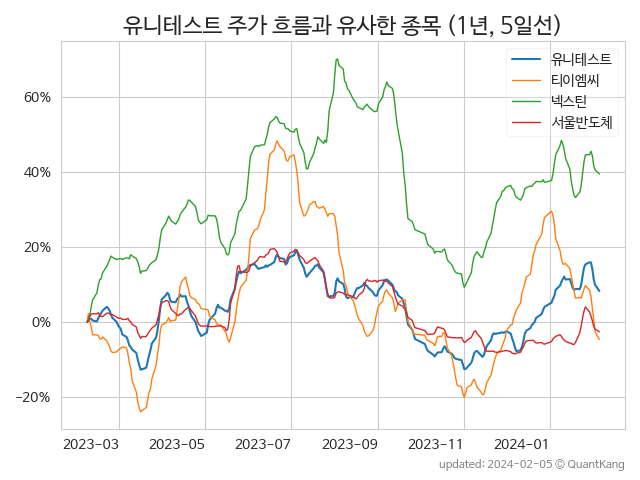 유니테스트 주가 흐름과 유사한 종목 (1년, 5일선)
유니테스트
티이엠씨
넥스틴
서울반도체
60%
40%
20%
0%
−20%
2023-03 2023-05 2023-07 2023-09 2023-11 2024-01
updated: 2024-02-05 © QuantKang